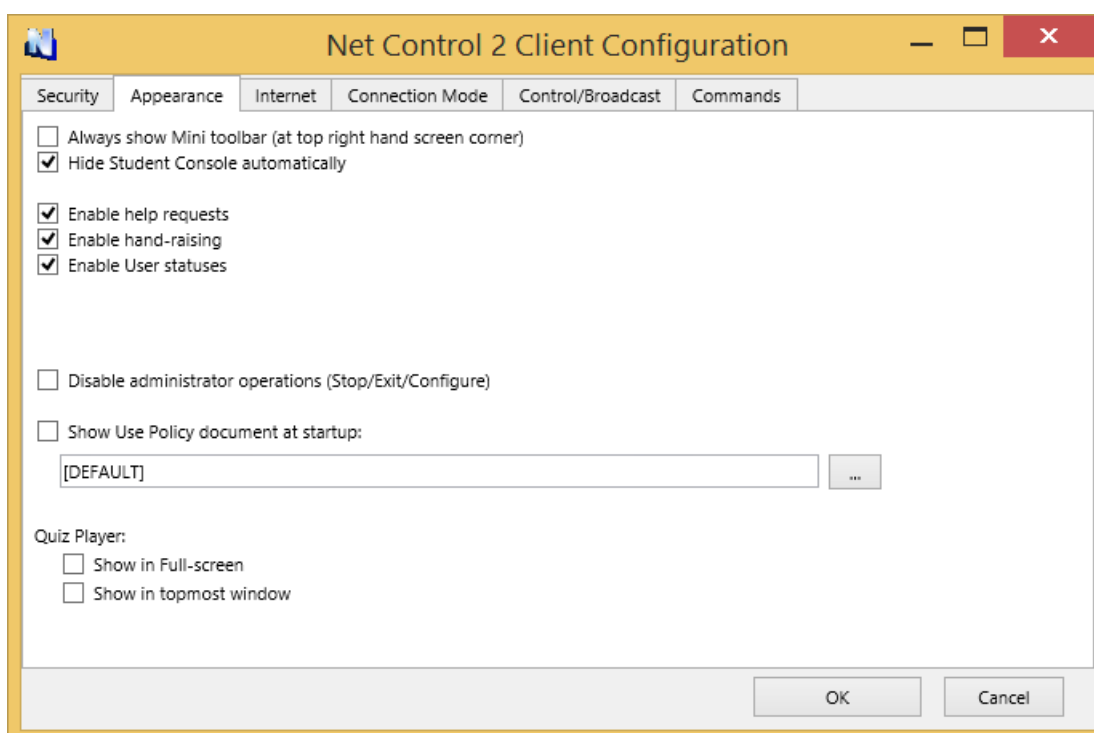 Net Control 2 Client Configuration
Security Appearance Internet Connection Mode Control/Broadcast Commands
Always show Mini toolbar (at top right hand screen corner)
Hide Student Console automatically
Enable help requests
Enable hand-raising
Enable User statuses
Disable administrator operations (Stop/Exit/Configure)
Show Use Policy document at startup:
[DEFAULT] ...
Quiz Player:
Show in Full-screen
Show in topmost window
OK Cancel